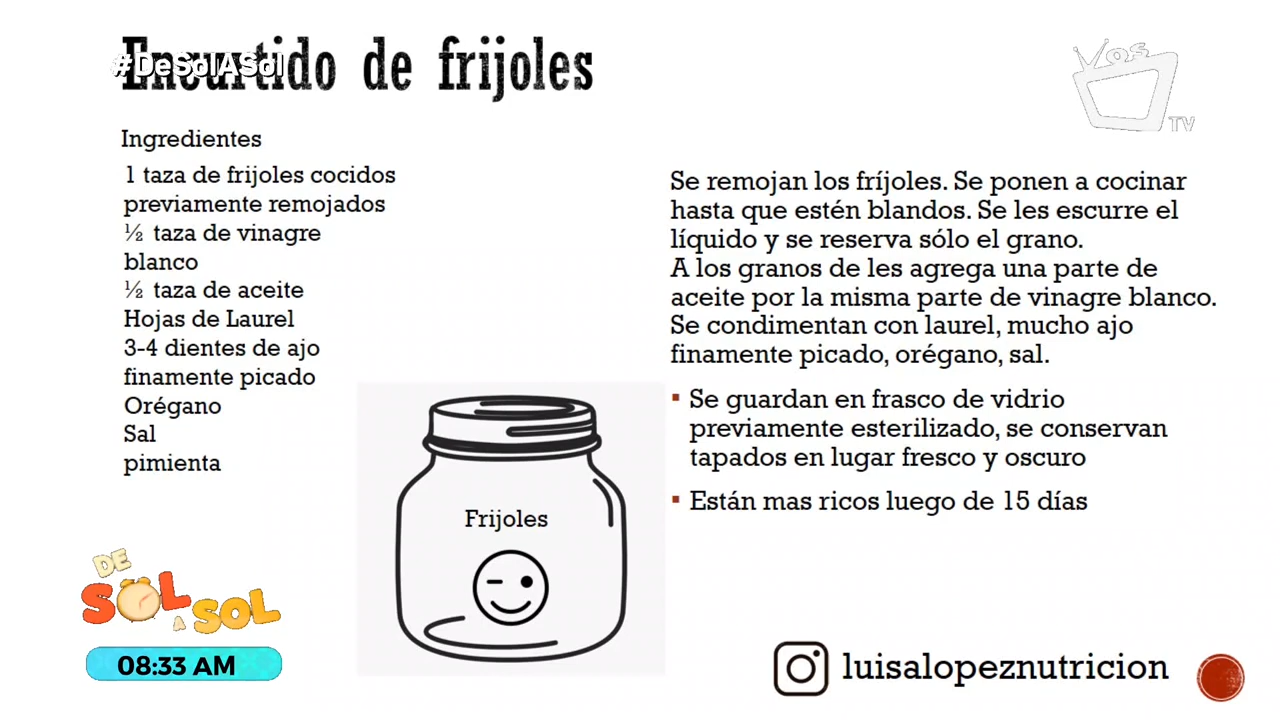 Encurtido de frijoles
#DeSolASol
Vos
TV
Ingredientes
1 taza de frijoles cocidos
previamente remojados
½ taza de vinagre
blanco
½ taza de aceite
Hojas de Laurel
3-4 dientes de ajo
finamente picado
Orégano
Sal
pimienta
Se remojan los fríjoles. Se ponen a cocinar
hasta que estén blandos. Se les escurre el
líquido y se reserva sólo el grano.
A los granos de les agrega una parte de
aceite por la misma parte de vinagre blanco.
Se condimentan con laurel, mucho ajo
finamente picado, orégano, sal.
▪ Se guardan en frasco de vidrio
previamente esterilizado, se conservan
tapados en lugar fresco y oscuro
▪ Están mas ricos luego de 15 días
Frijoles
DE
SOL
A SOL
08:33 AM
luisalopeznutricion